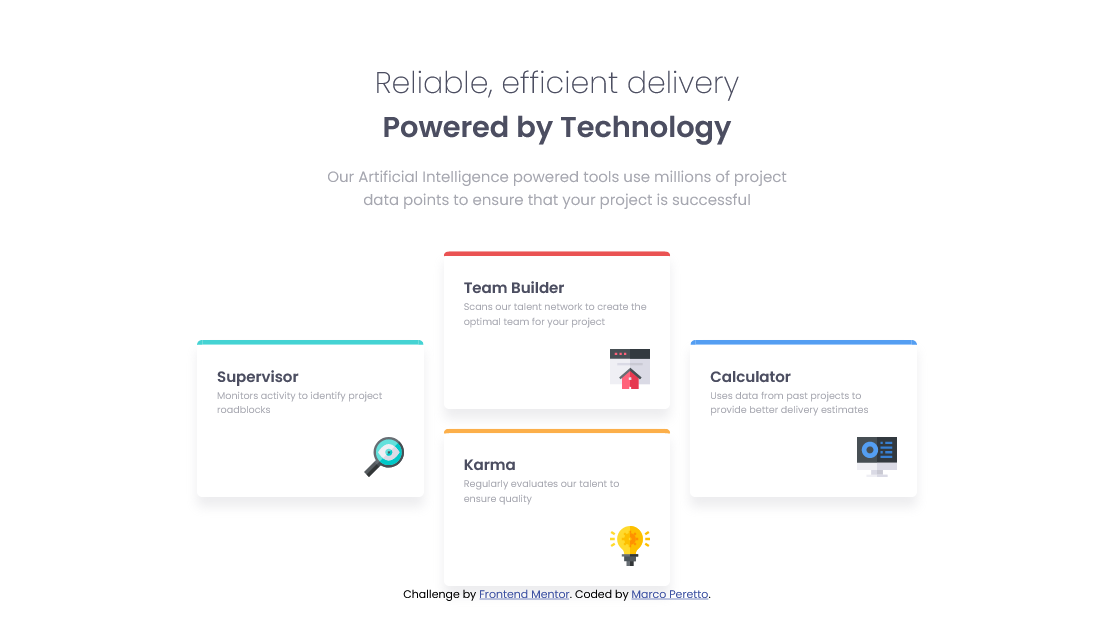 Reliable, efficient delivery
Powered by Technology
Our Artificial Intelligence powered tools use millions of project
data points to ensure that your project is successful
Supervisor
Monitors activity to identify project
roadblocks
Team Builder
Scans our talent network to create the
optimal team for your project
Karma
Regularly evaluates our talent to
ensure quality
Calculator
Uses data from past projects to
provide better delivery estimates
Challenge by Frontend Mentor. Coded by Marco Peretto.